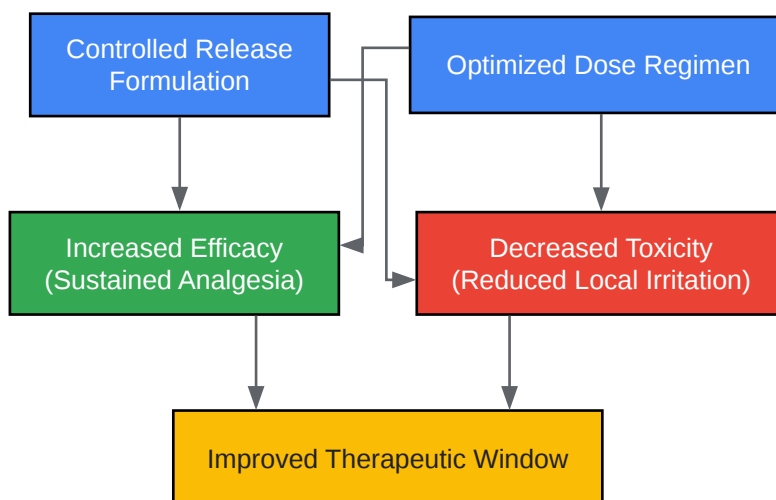 Controlled Release
Formulation
Optimized Dose Regimen
Increased Efficacy
(Sustained Analgesia)
Decreased Toxicity
(Reduced Local Irritation)
Improved Therapeutic Window